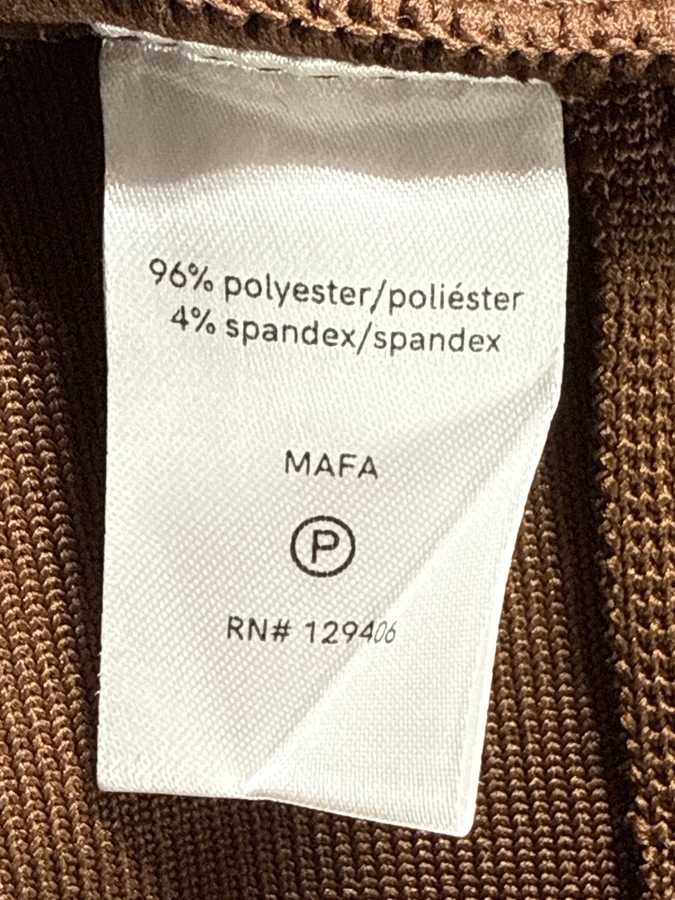 96% polyester/poliéster
4% spandex/spandex
MAFA
P
RN# 129406